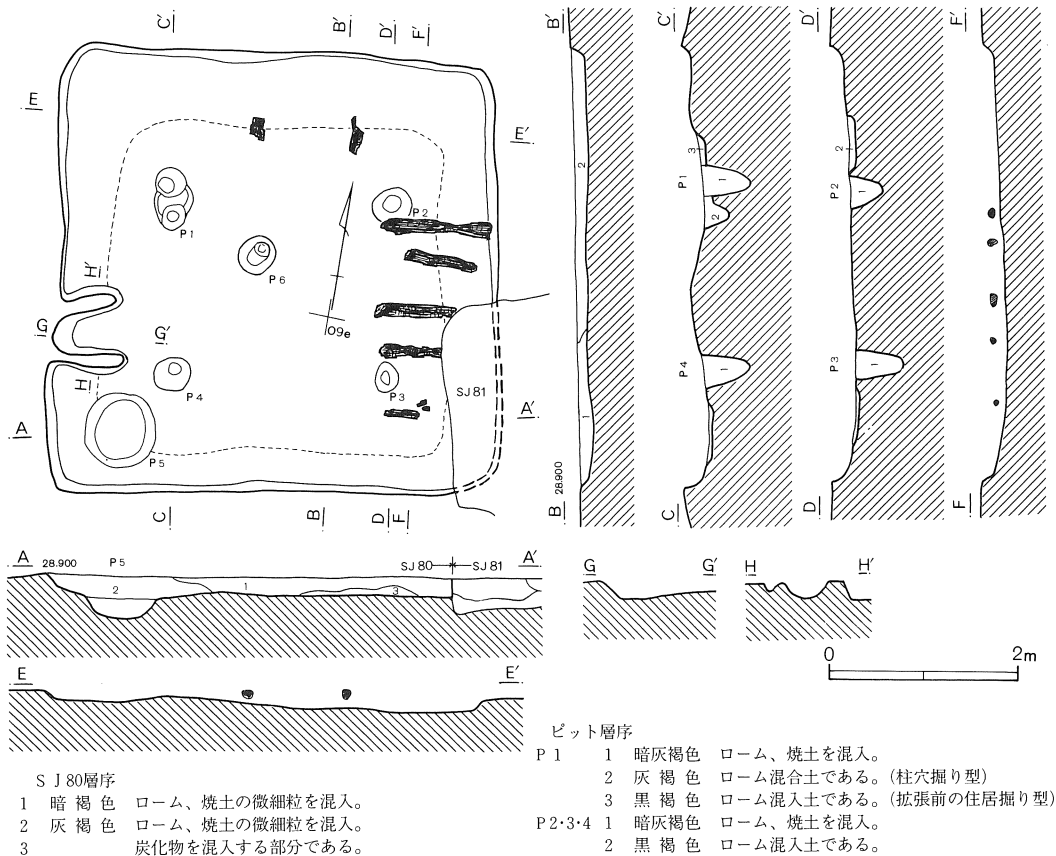 C′ B′ D′ F′
E E′
P1 P2
P6
H′
G G′
09e
H P4 P3 SJ81
A A′
P5
C B D F
B′ C′ D′ F′
2 3 2
P1 1 P2 1
2
P4 1 P3 1
1
B 28.900 C D F
A 28.900 P5 SJ80 SJ81 A′
2 1 3
G G′ H H′
0 2m
E E′
ＳＪ80層序
1 暗褐色 ローム、焼土の微細粒を混入。
2 灰褐色 ローム、焼土の微細粒を混入。
3 炭化物を混入する部分である。
ピット層序
P1 1 暗灰褐色 ローム、焼土を混入。
2 灰褐色 ローム混合土である。(柱穴掘り型)
3 黒褐色 ローム混入土である。(拡張前の住居掘り型)
P2・3・4 1 暗灰褐色 ローム、焼土を混入。
2 黒褐色 ローム混入土である。